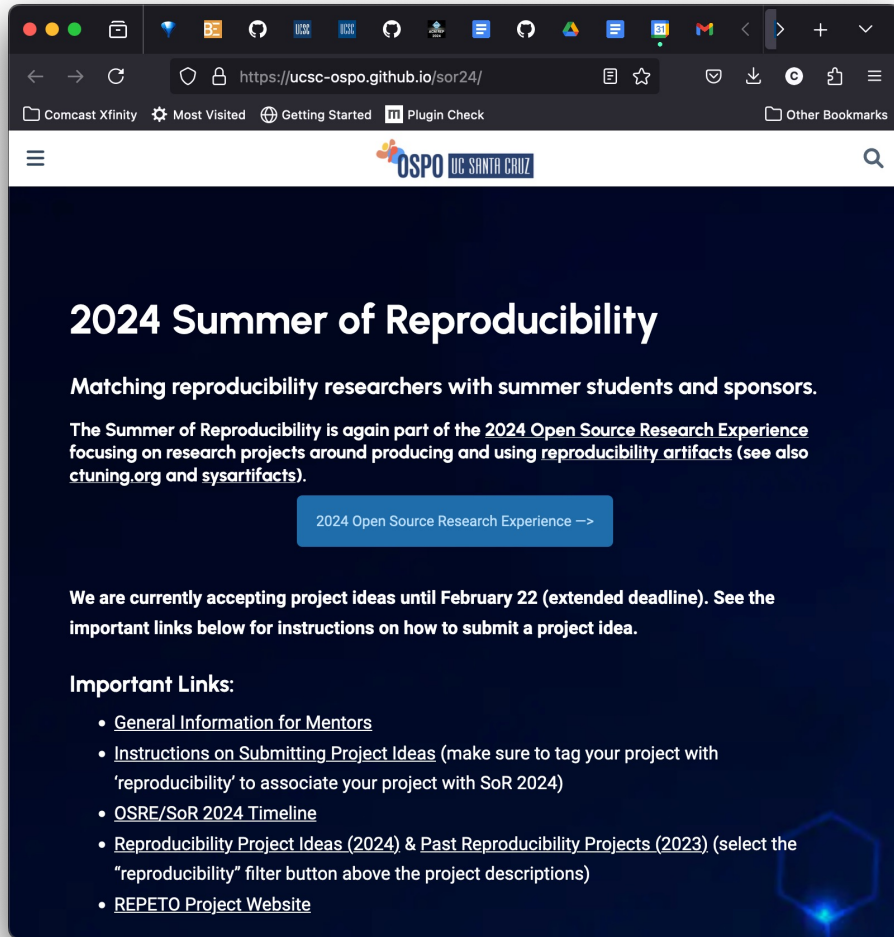 BE
UCSC
UCSC
31
https://ucsc-ospo.github.io/sor24/
C
Comcast Xfinity
Most Visited
Getting Started
m Plugin Check
Other Bookmarks
OSPO UC SANTA CRUZ
2024 Summer of Reproducibility
Matching reproducibility researchers with summer students and sponsors.
The Summer of Reproducibility is again part of the 2024 Open Source Research Experience
focusing on research projects around producing and using reproducibility artifacts (see also
ctuning.org and sysartifacts).
2024 Open Source Research Experience —>
We are currently accepting project ideas until February 22 (extended deadline). See the
important links below for instructions on how to submit a project idea.
Important Links:
• General Information for Mentors
• Instructions on Submitting Project Ideas (make sure to tag your project with
‘reproducibility’ to associate your project with SoR 2024)
• OSRE/SoR 2024 Timeline
• Reproducibility Project Ideas (2024) & Past Reproducibility Projects (2023) (select the
“reproducibility” filter button above the project descriptions)
• REPETO Project Website